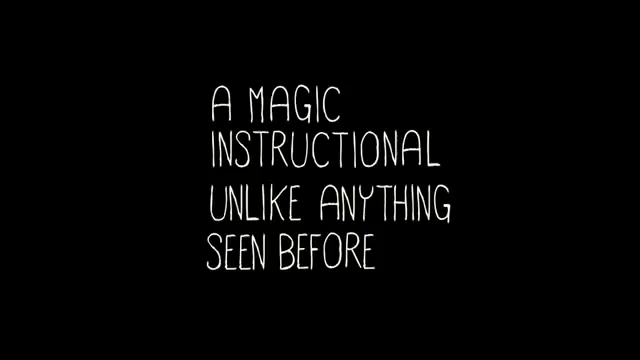 A MAGIC
INSTRUCTIONAL
UNLIKE ANYTHING
SEEN BEFORE